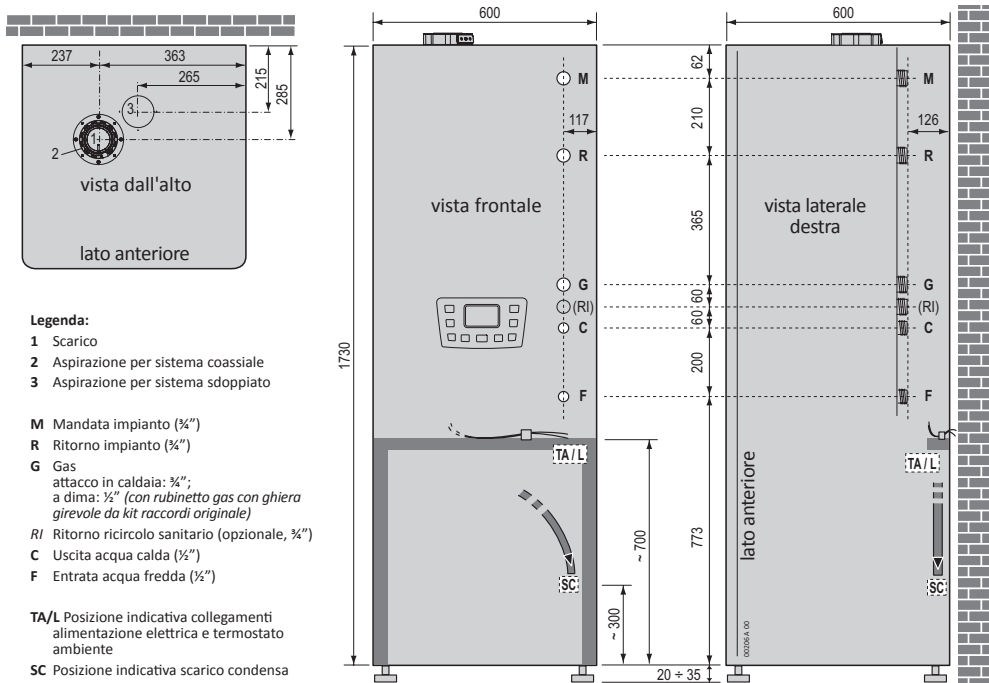 237
363
265
215
285
3
1
2
vista dall'alto
lato anteriore
Legenda:
1 Scarico
2 Aspirazione per sistema coassiale
3 Aspirazione per sistema sdoppiato
M Mandata impianto (¾”)
R Ritorno impianto (¾”)
G Gas
attacco in caldaia: ¾”;
a dima: ½” (con rubinetto gas con ghiera
girevole da kit raccordi originale)
RI Ritorno ricircolo sanitario (opzionale, ¾”)
C Uscita acqua calda (½”)
F Entrata acqua fredda (½”)
TA/L Posizione indicativa collegamenti
alimentazione elettrica e termostato
ambiente
SC Posizione indicativa scarico condensa
600
1730
M
117
R
vista frontale
G
(RI)
C
F
TA / L
SC
~ 700
~ 300
62
210
365
60
60
200
773
20 ÷ 35
600
M
126
R
vista laterale
destra
G
(RI)
C
F
TA / L
SC
lato anteriore
00206A 00